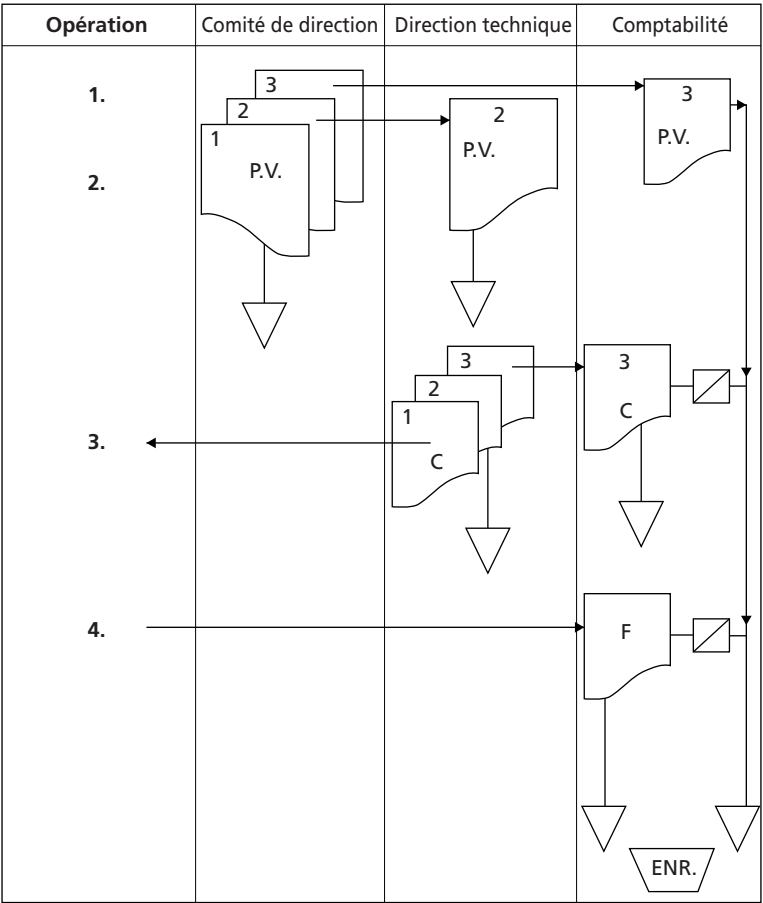 Opération Comité de direction Direction technique Comptabilité
1.
3
3
2
2
1
P.V.
P.V.
P.V.
2.
3
3
2
1
C
C
3.
4.
F
ENR.